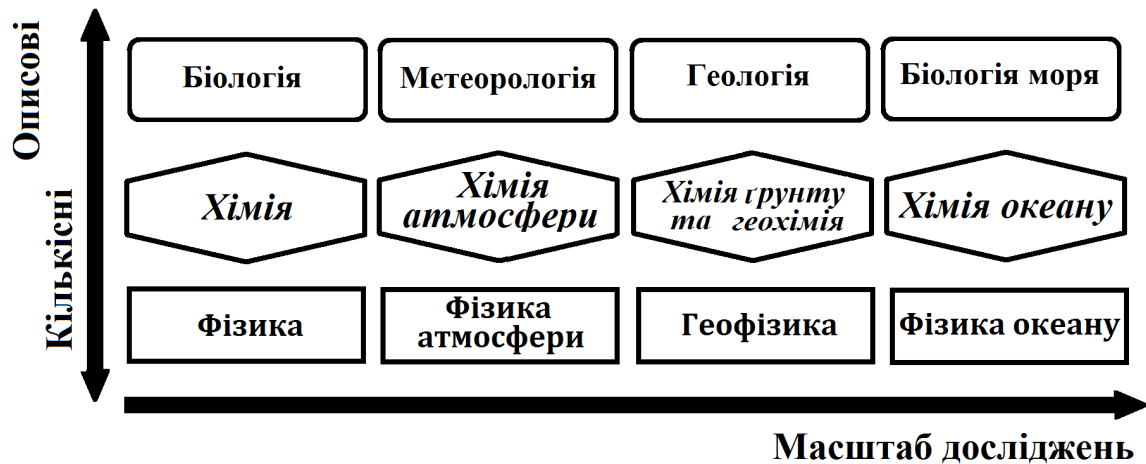 Описові
Кількісні
Біологія
Метеорологія
Геологія
Біологія моря
Хімія
Хімія
атмосфери
Хімія ґрунту
та геохімія
Хімія океану
Фізика
Фізика
атмосфери
Геофізика
Фізика океану
Масштаб досліджень